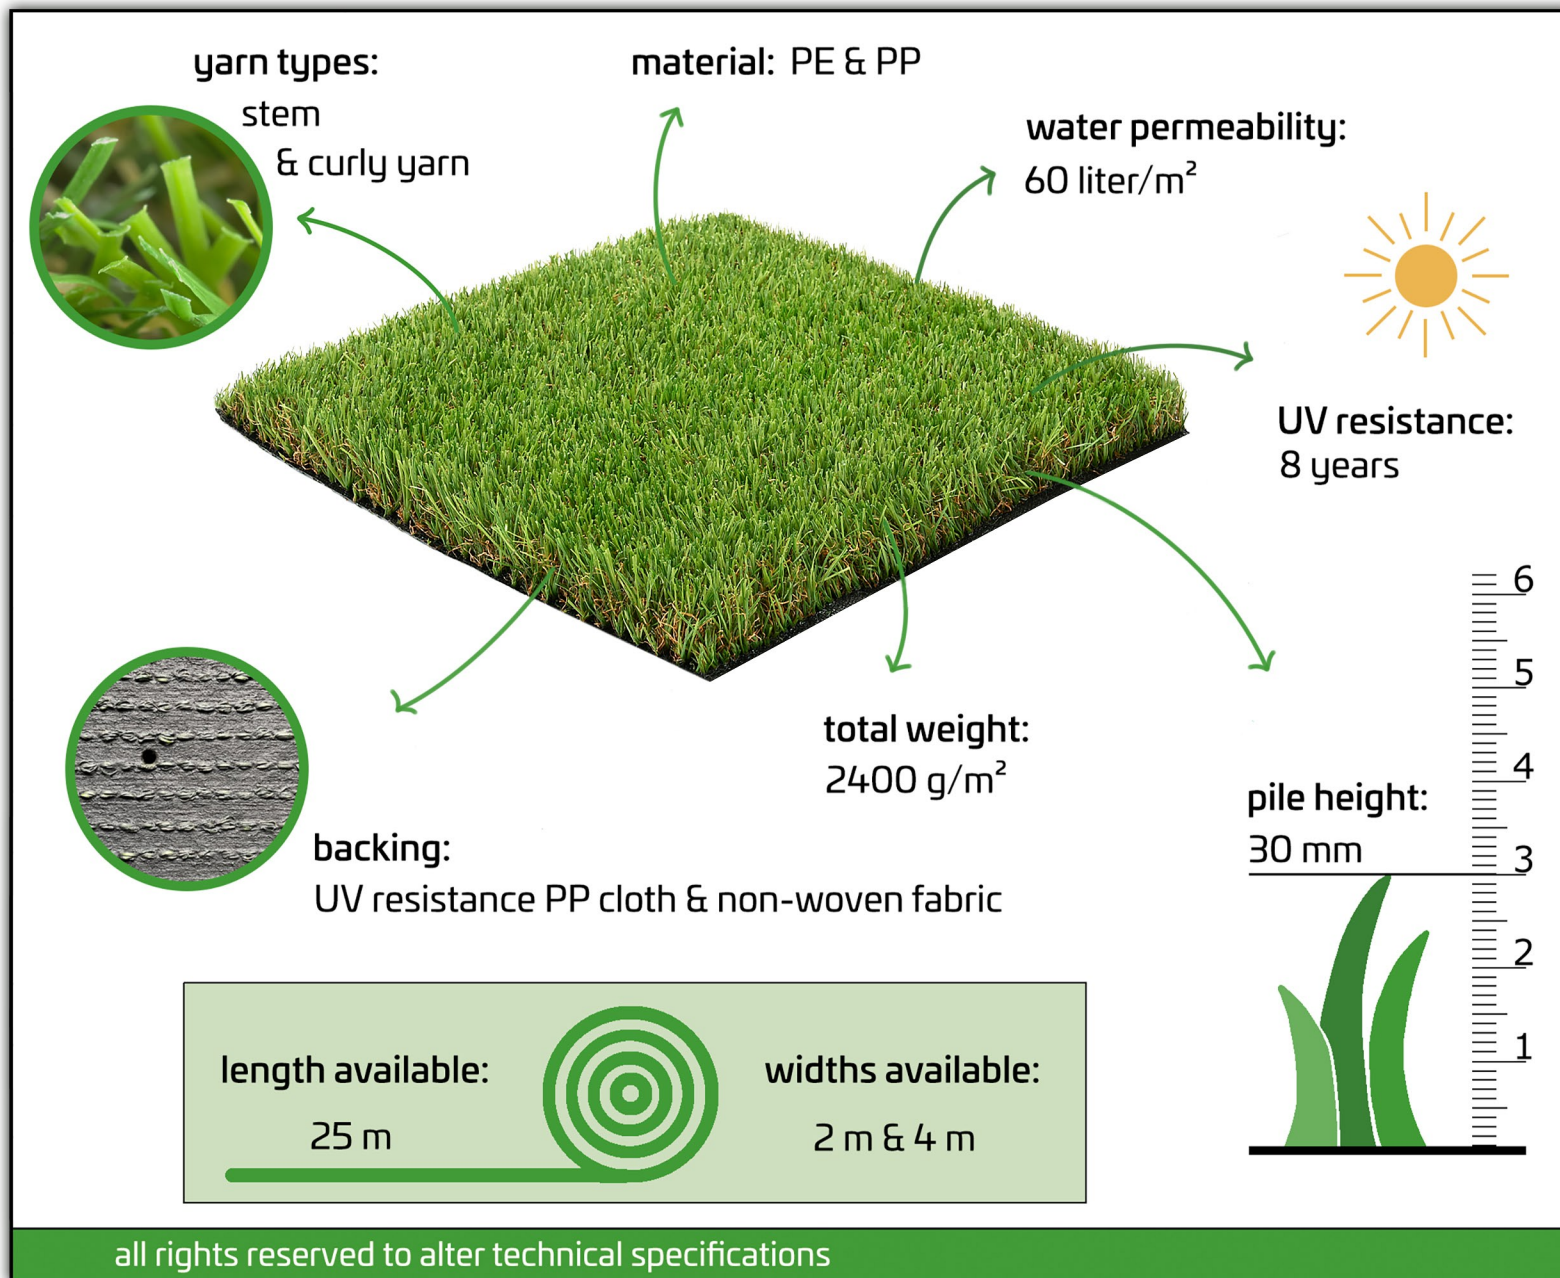 yarn types:
stem
& curly yarn
material: PE & PP
water permeability:
60 liter/m²
UV resistance:
8 years
6
5
4
3
2
1
pile height:
30 mm
total weight:
2400 g/m²
backing:
UV resistance PP cloth & non-woven fabric
length available:
25 m
widths available:
2 m & 4 m
all rights reserved to alter technical specifications